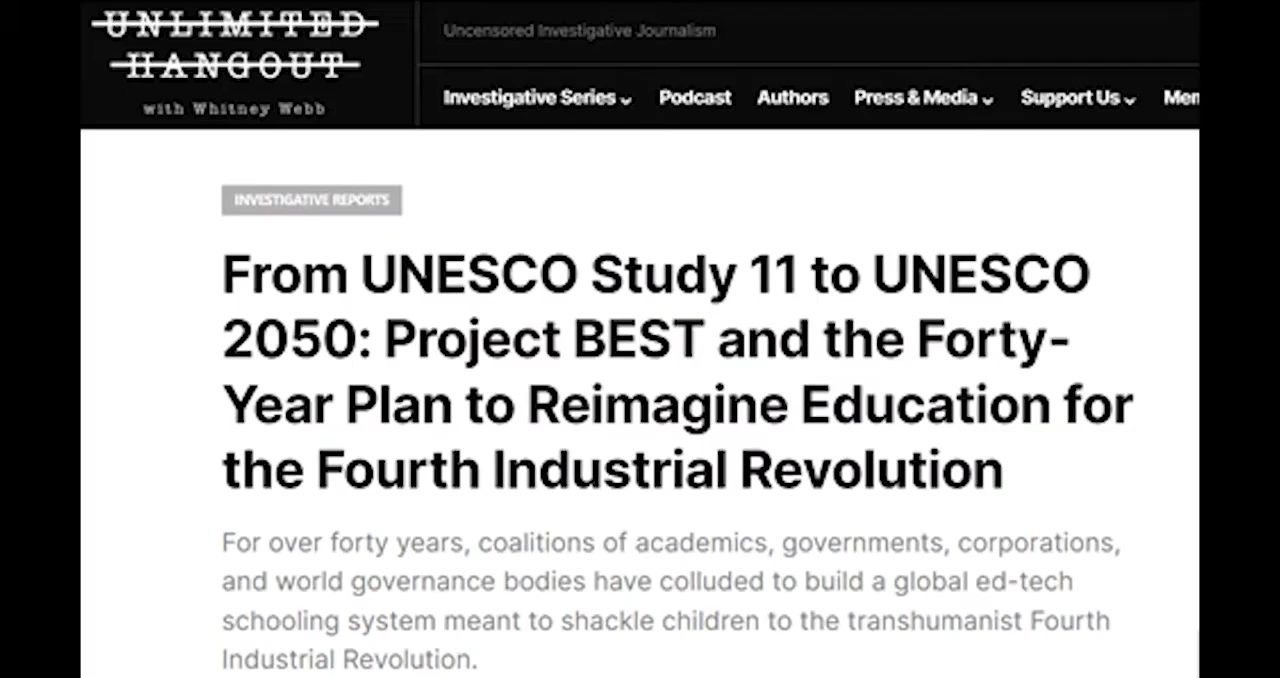 UNLIMITED
HANGOUT
with Whitney Webb
Uncensored Investigative Journalism
Investigative Series Podcast Authors Press & Media Support Us
INVESTIGATIVE REPORTS
From UNESCO Study 11 to UNESCO
2050: Project BEST and the Forty-
Year Plan to Reimagine Education for
the Fourth Industrial Revolution
For over forty years, coalitions of academics, governments, corporations,
and world governance bodies have colluded to build a global ed-tech
schooling system meant to shackle children to the transhumanist Fourth
Industrial Revolution.